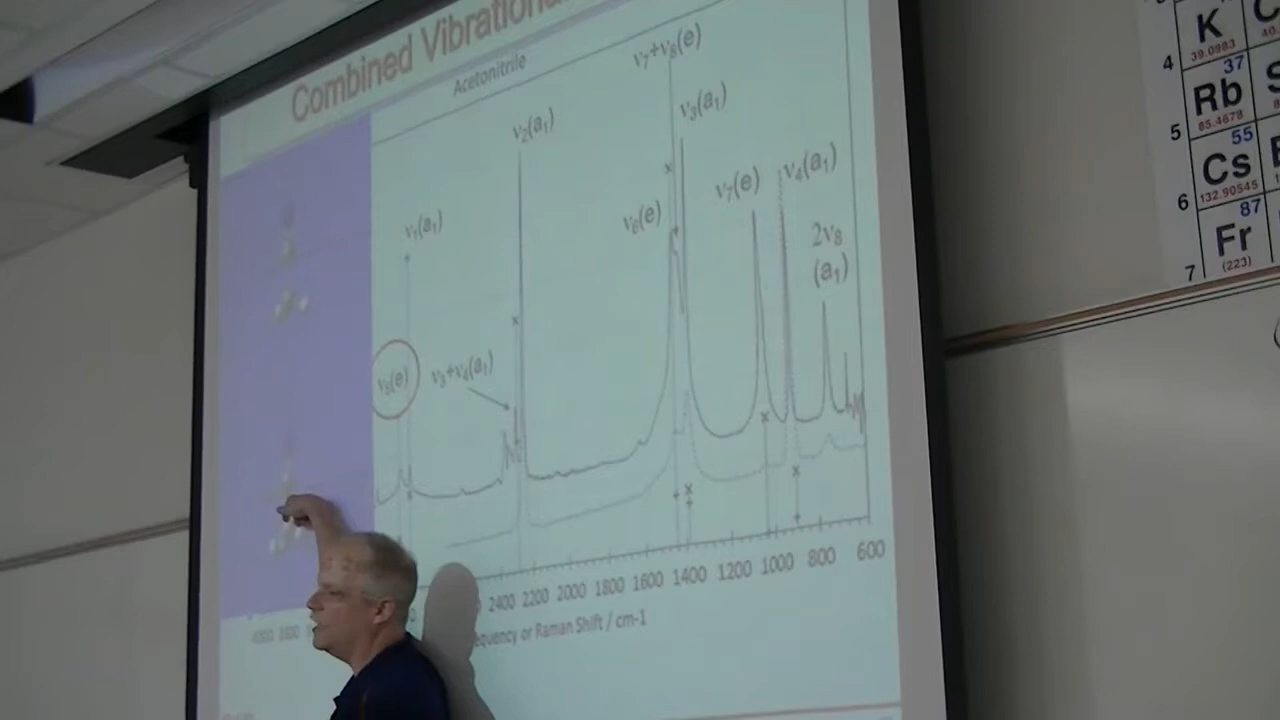 Combined Vibrational
Acetonitrile
ν7+ν8(e)
ν2(a1)
ν3(a1)
ν1(a1)
ν6(e)
ν7(e)
ν4(a1)
2ν8
(a1)
ν5(e)
ν3+ν4(a1)
2400 2200 2000 1800 1600 1400 1200 1000 800 600
equency or Raman Shift / cm-1
K
39.0983
4
37
Rb
85.4678
5
55
Cs
132.90545
6
87
Fr
(223)
7